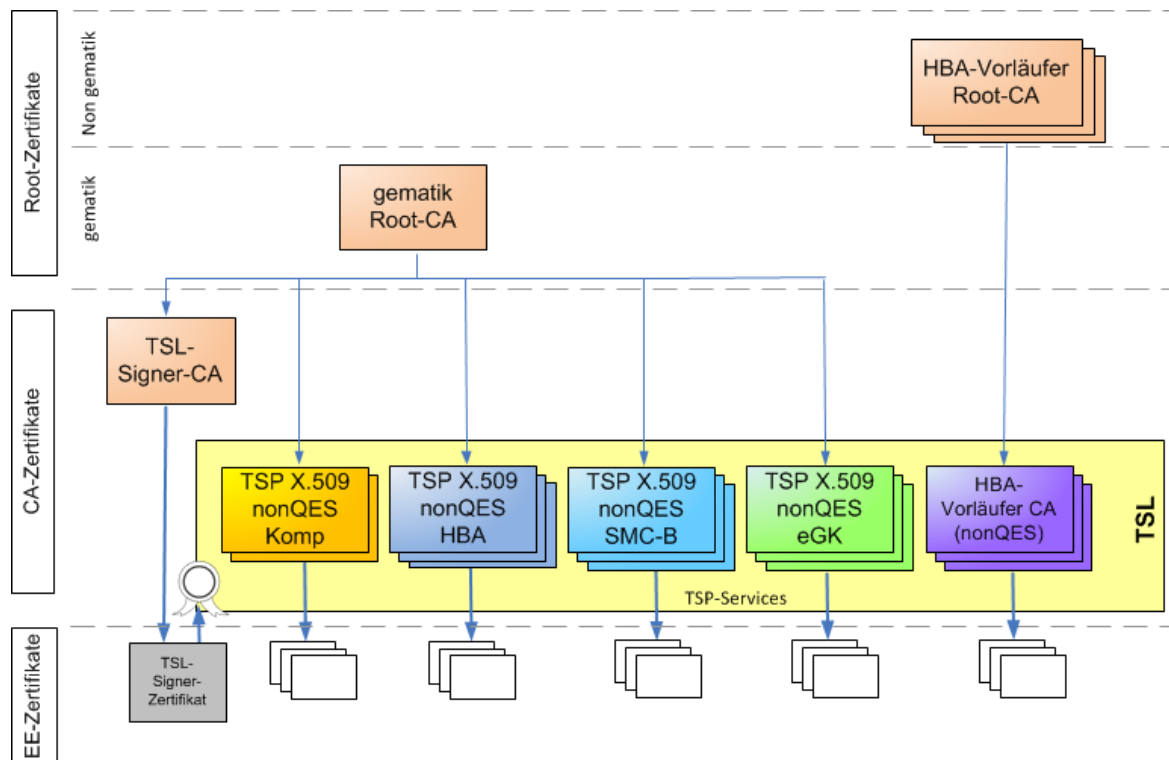 Root-Zertifikate
Non gematik
HBA-Vorläufer
Root-CA
gematik
gematik
Root-CA
CA-Zertifikate
TSL-
Signer-CA
TSP X.509
nonQES
Komp
TSP X.509
nonQES
HBA
TSP X.509
nonQES
SMC-B
TSP X.509
nonQES
eGK
HBA-
Vorläufer CA
(nonQES)
TSL
TSP-Services
EE-Zertifikate
TSL-
Signer-
Zertifikat